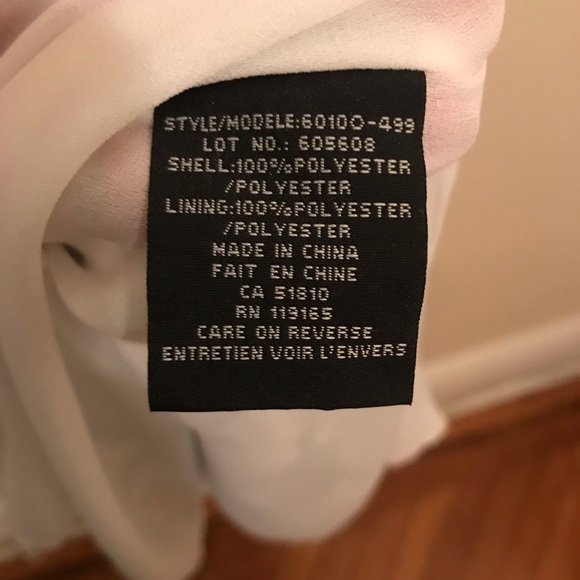 STYLE/MODELE:60100-499
LOT NO.: 605608
SHELL:100%POLYESTER
/POLYESTER
LINING:100%POLYESTER
/POLYESTER
MADE IN CHINA
FAIT EN CHINE
CA 51810
RN 119165
CARE ON REVERSE
ENTRETIEN VOIR L'ENVERS